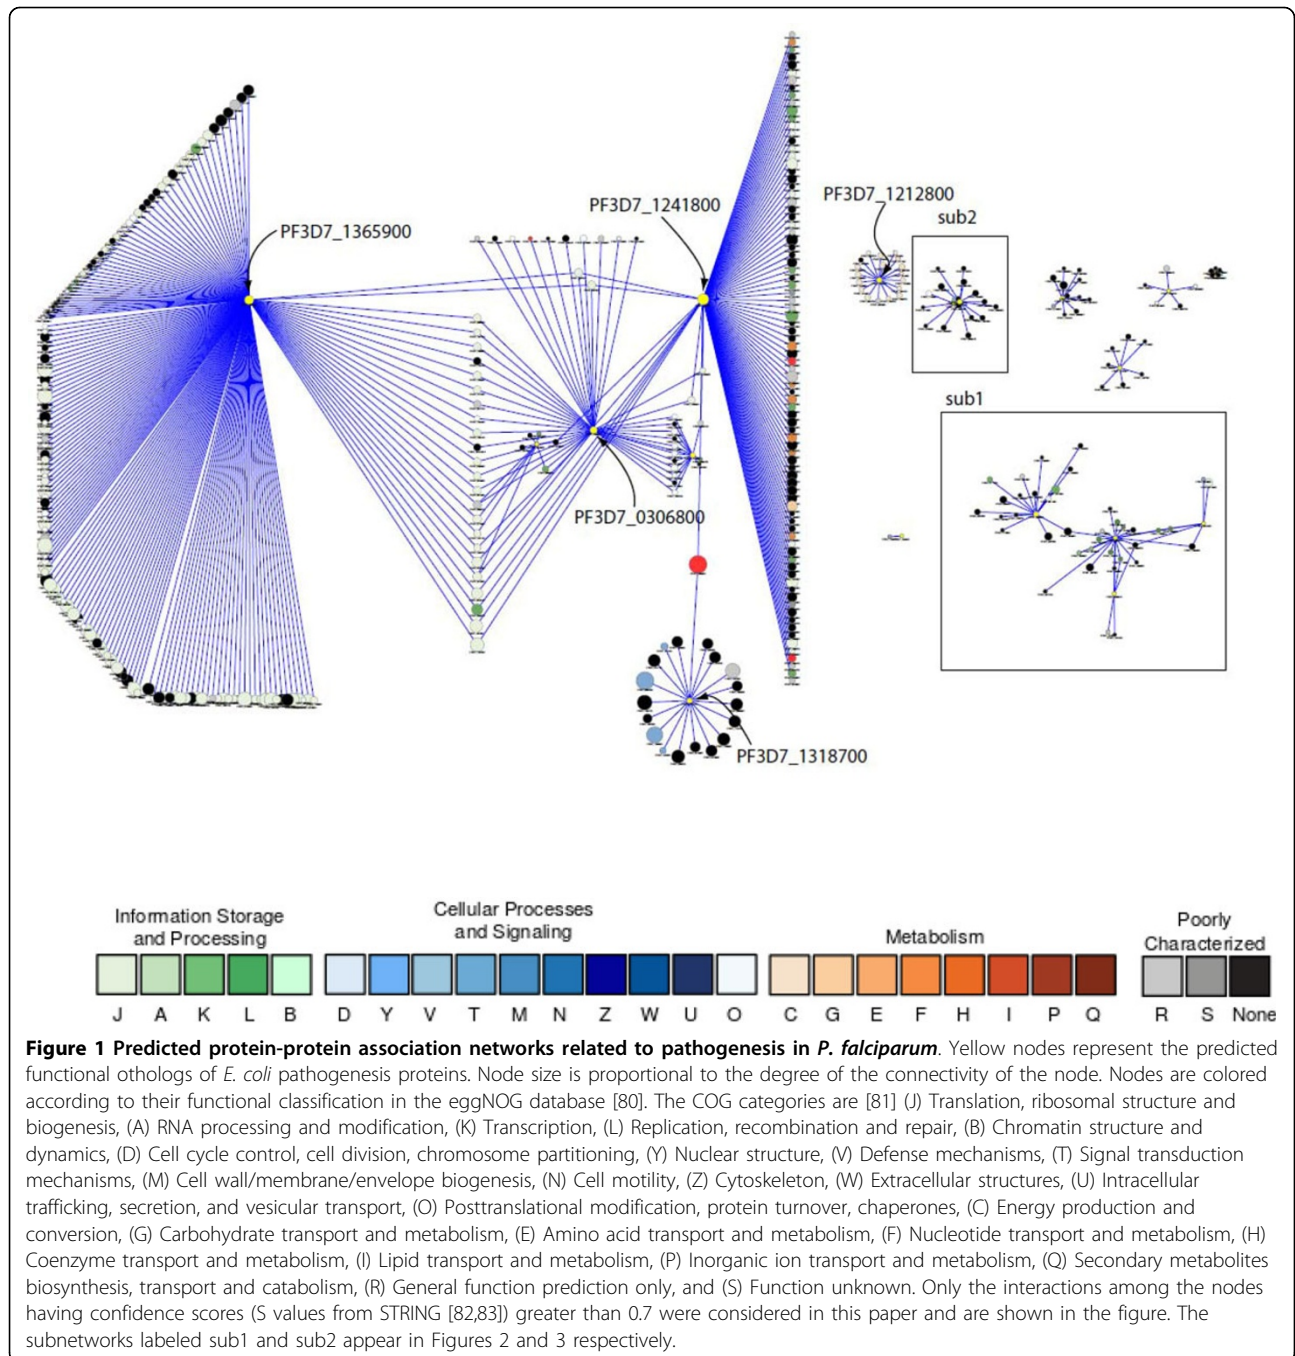 PF3D7_1365900
PF3D7_1241800
PF3D7_1212800
sub2
sub1
PF3D7_0306800
PF3D7_1318700
Information Storage
and Processing
Cellular Processes
and Signaling
Metabolism
Poorly
Characterized
J A K L B D Y V T M N Z W U O C G E F H I P Q R S None
Figure 1 Predicted protein-protein association networks related to pathogenesis in P. falciparum. Yellow nodes represent the predicted
functional othologs of E. coli pathogenesis proteins. Node size is proportional to the degree of the connectivity of the node. Nodes are colored
according to their functional classification in the eggNOG database [80]. The COG categories are [81] (J) Translation, ribosomal structure and
biogenesis, (A) RNA processing and modification, (K) Transcription, (L) Replication, recombination and repair, (B) Chromatin structure and
dynamics, (D) Cell cycle control, cell division, chromosome partitioning, (Y) Nuclear structure, (V) Defense mechanisms, (T) Signal transduction
mechanisms, (M) Cell wall/membrane/envelope biogenesis, (N) Cell motility, (Z) Cytoskeleton, (W) Extracellular structures, (U) Intracellular
trafficking, secretion, and vesicular transport, (O) Posttranslational modification, protein turnover, chaperones, (C) Energy production and
conversion, (G) Carbohydrate transport and metabolism, (E) Amino acid transport and metabolism, (F) Nucleotide transport and metabolism, (H)
Coenzyme transport and metabolism, (I) Lipid transport and metabolism, (P) Inorganic ion transport and metabolism, (Q) Secondary metabolites
biosynthesis, transport and catabolism, (R) General function prediction only, and (S) Function unknown. Only the interactions among the nodes
having confidence scores (S values from STRING [82,83]) greater than 0.7 were considered in this paper and are shown in the figure. The
subnetworks labeled sub1 and sub2 appear in Figures 2 and 3 respectively.